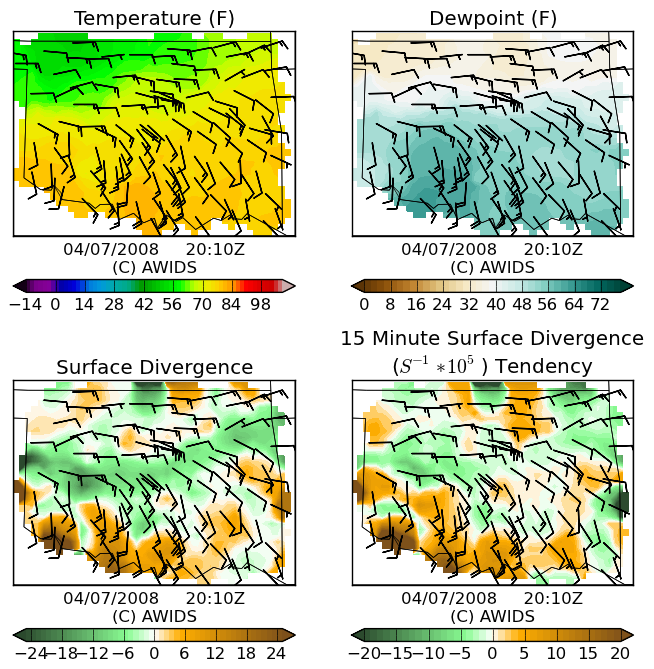 Temperature (F)
Dewpoint (F)
04/07/2008 20:10Z
(C) AWIDS
04/07/2008 20:10Z
(C) AWIDS
−14 0 14 28 42 56 70 84 98
0 8 16 24 32 40 48 56 64 72
Surface Divergence
15 Minute Surface Divergence
(S⁻¹ *10⁵ ) Tendency
04/07/2008 20:10Z
(C) AWIDS
04/07/2008 20:10Z
(C) AWIDS
−24 −18 −12 −6 0 6 12 18 24
−20 −15 −10 −5 0 5 10 15 20